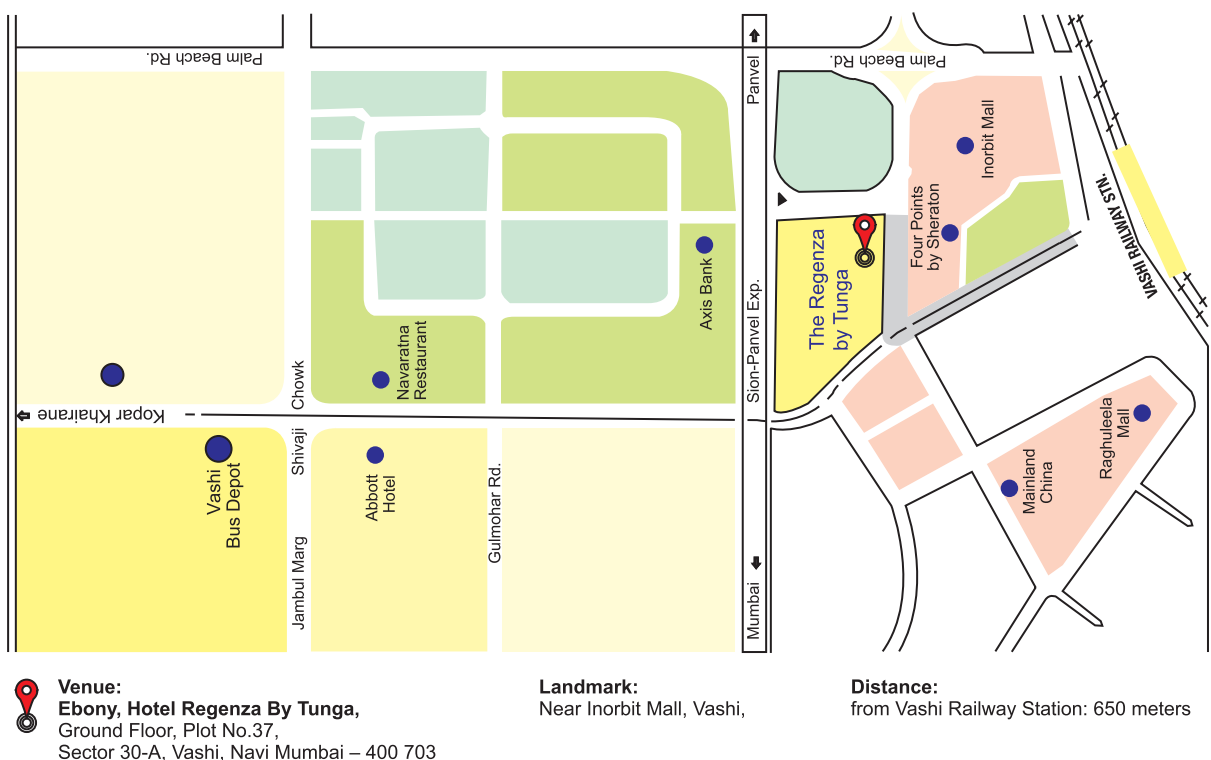 Palm Beach Rd.
Palm Beach Rd.
Panvel
Inorbit Mall
Four Points
by Sheraton
VASHI RAILWAY STN.
The Regenza
by Tunga
Axis Bank
Sion-Panvel Exp.
Navaratna
Restaurant
Chowk
Kopar Khairane
Shivaji
Vashi
Bus Depot
Abbott
Hotel
Gulmohar Rd.
Jambul Marg
Mumbai
Mainland
China
Raghuleela
Mall
Venue:
Ebony, Hotel Regenza By Tunga,
Ground Floor, Plot No.37,
Sector 30-A, Vashi, Navi Mumbai – 400 703
Landmark:
Near Inorbit Mall, Vashi,
Distance:
from Vashi Railway Station: 650 meters